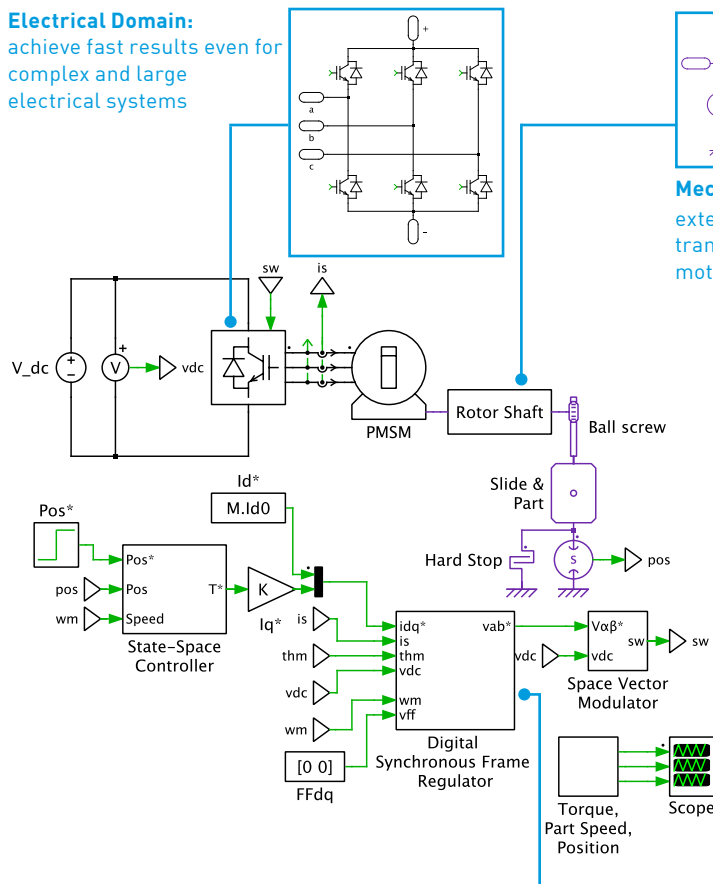 Electrical Domain:
achieve fast results even for
complex and large
electrical systems
+
a
b
c
-
Mec
exte
tran
mot
sw
is
V_dc
+
V
vdc
PMSM
Rotor Shaft
Ball screw
Slide &
Part
Hard Stop
S
pos
Pos*
Id*
M.Id0
Pos*
pos
Pos
T*
K
wm
Speed
State-Space
Controller
Iq*
is
idq*
vab*
is
thm
thm
vdc
vdc
wm
wm
vff
Digital
Synchronous Frame
Regulator
[0 0]
FFdq
Vαβ*
sw
sw
vdc
vdc
Space Vector
Modulator
Torque,
Part Speed,
Position
Scope